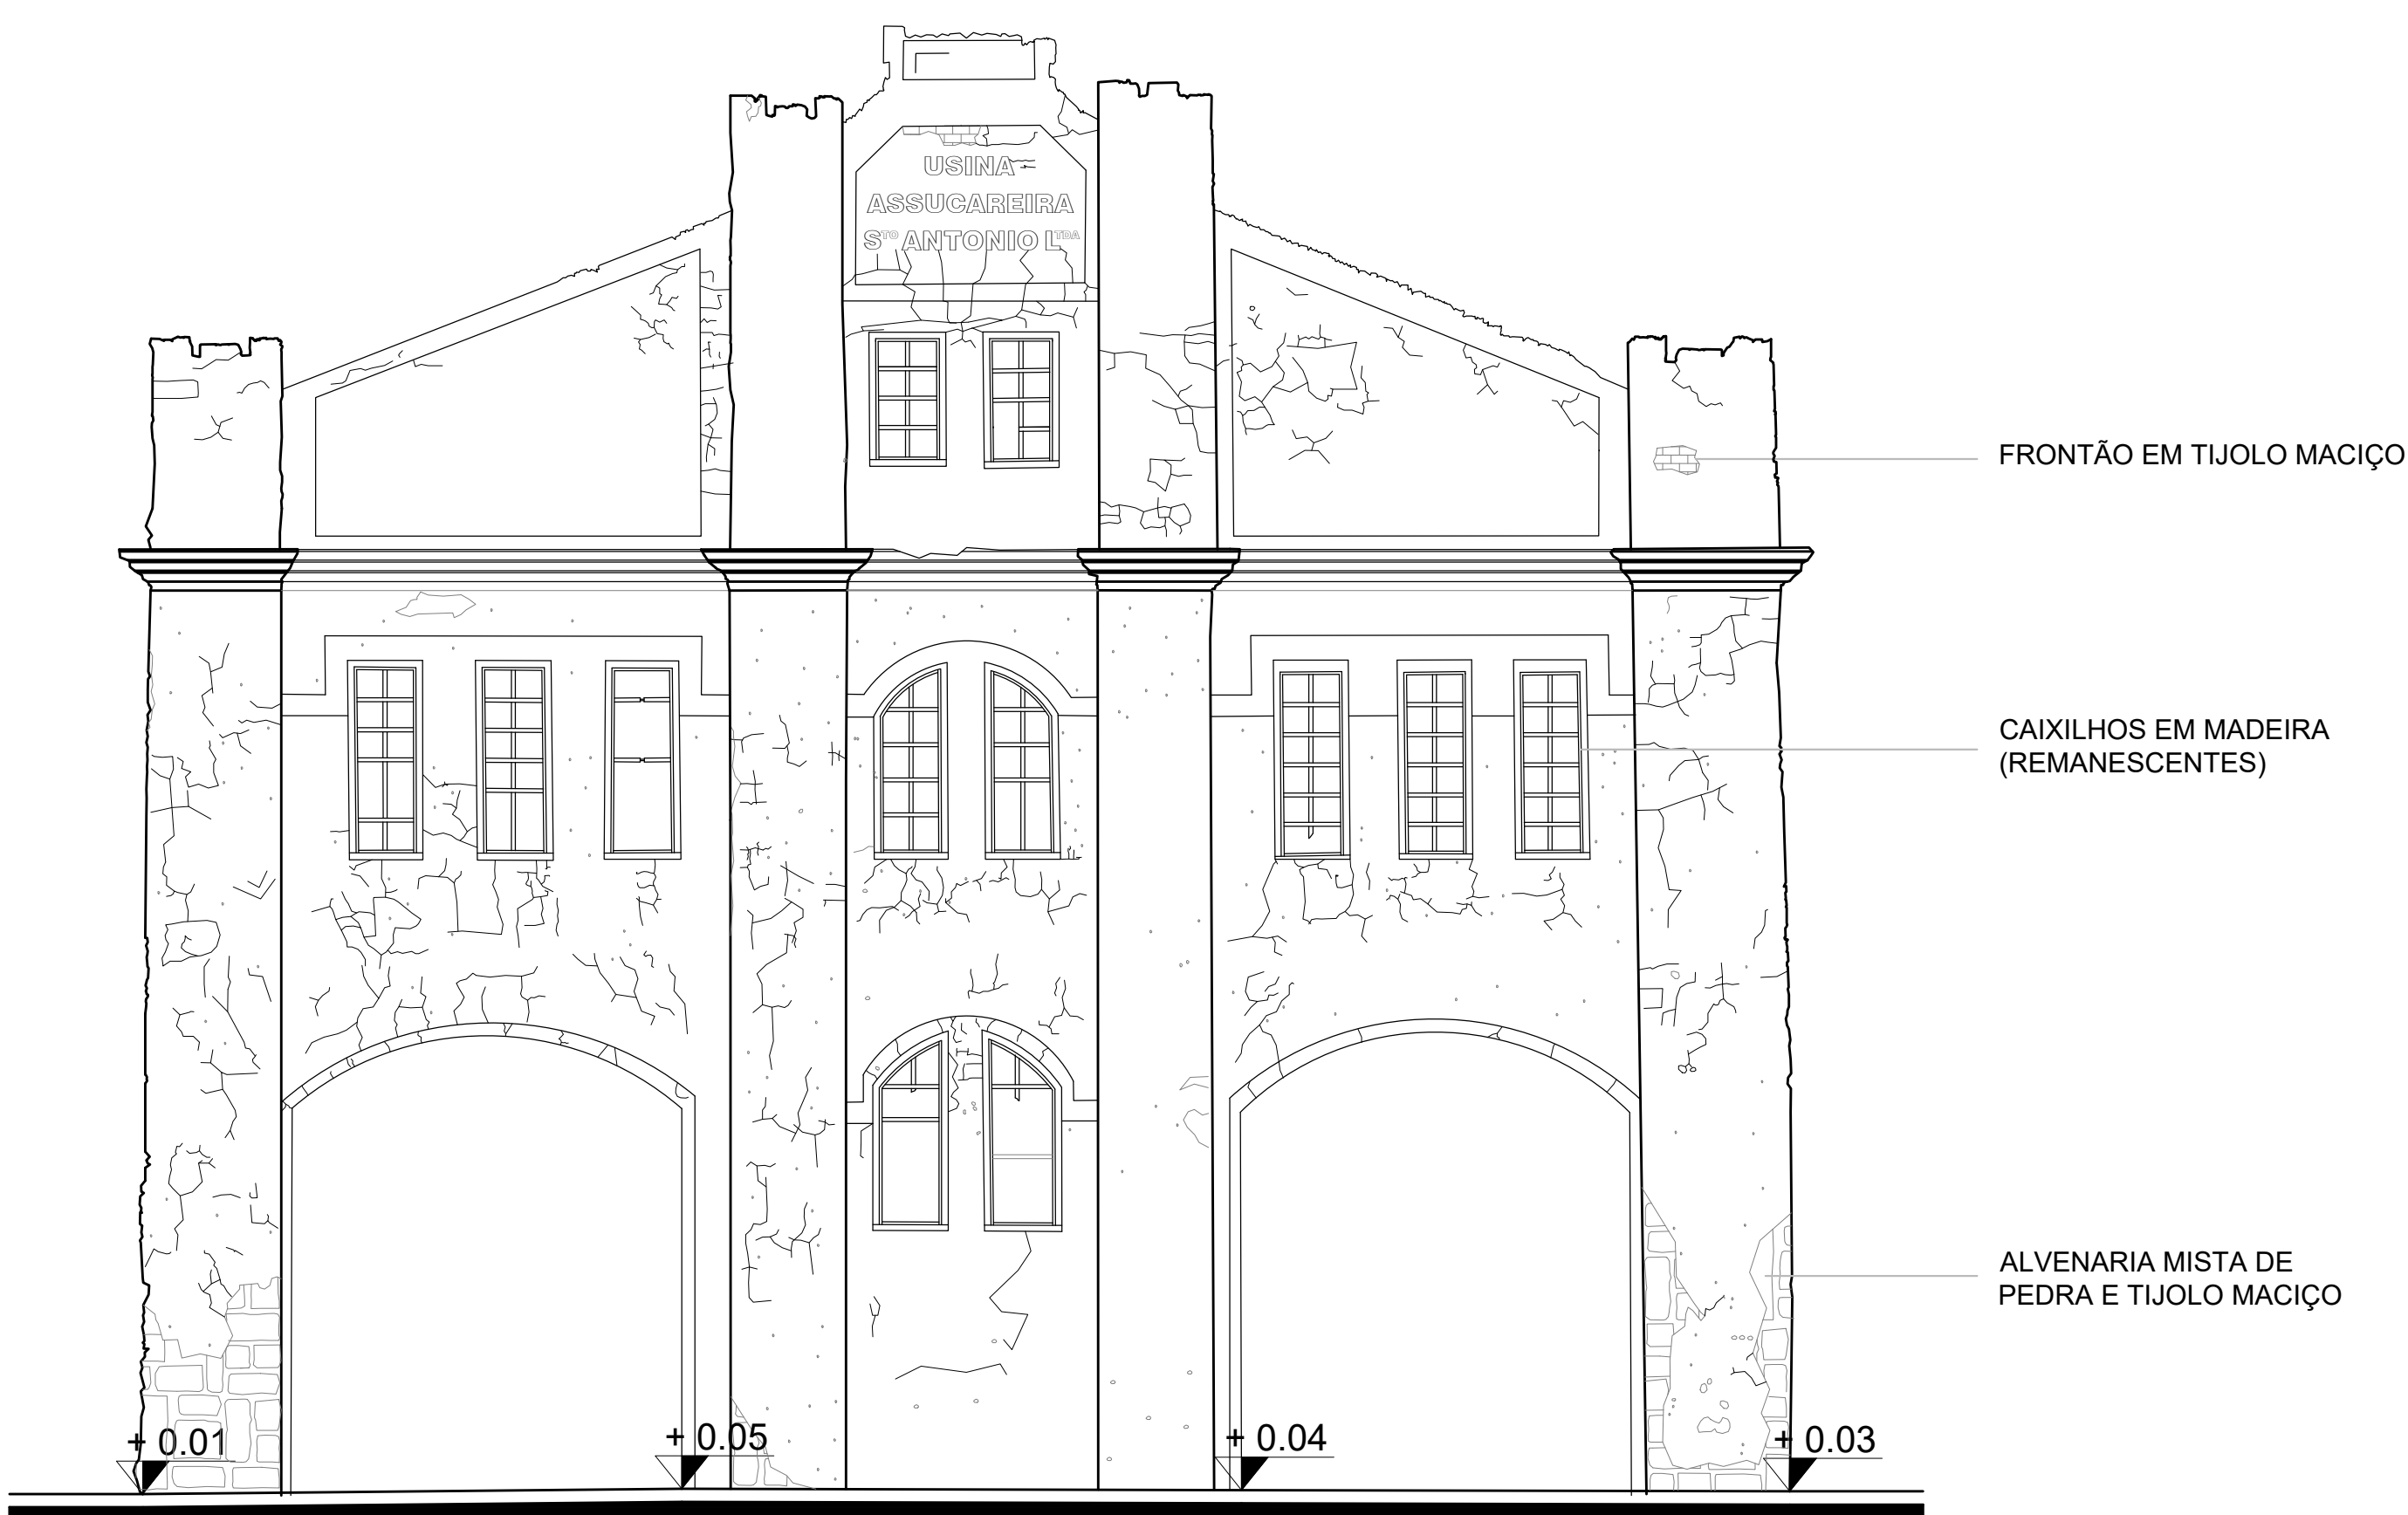 USINA
ASSUCAREIRA
Sᵀᴼ ANTONIO Lᵀᴰᴬ
FRONTÃO EM TIJOLO MACIÇO
CAIXILHOS EM MADEIRA
(REMANESCENTES)
ALVENARIA MISTA DE
PEDRA E TIJOLO MACIÇO
+ 0.01
+ 0.05
+ 0.04
+ 0.03